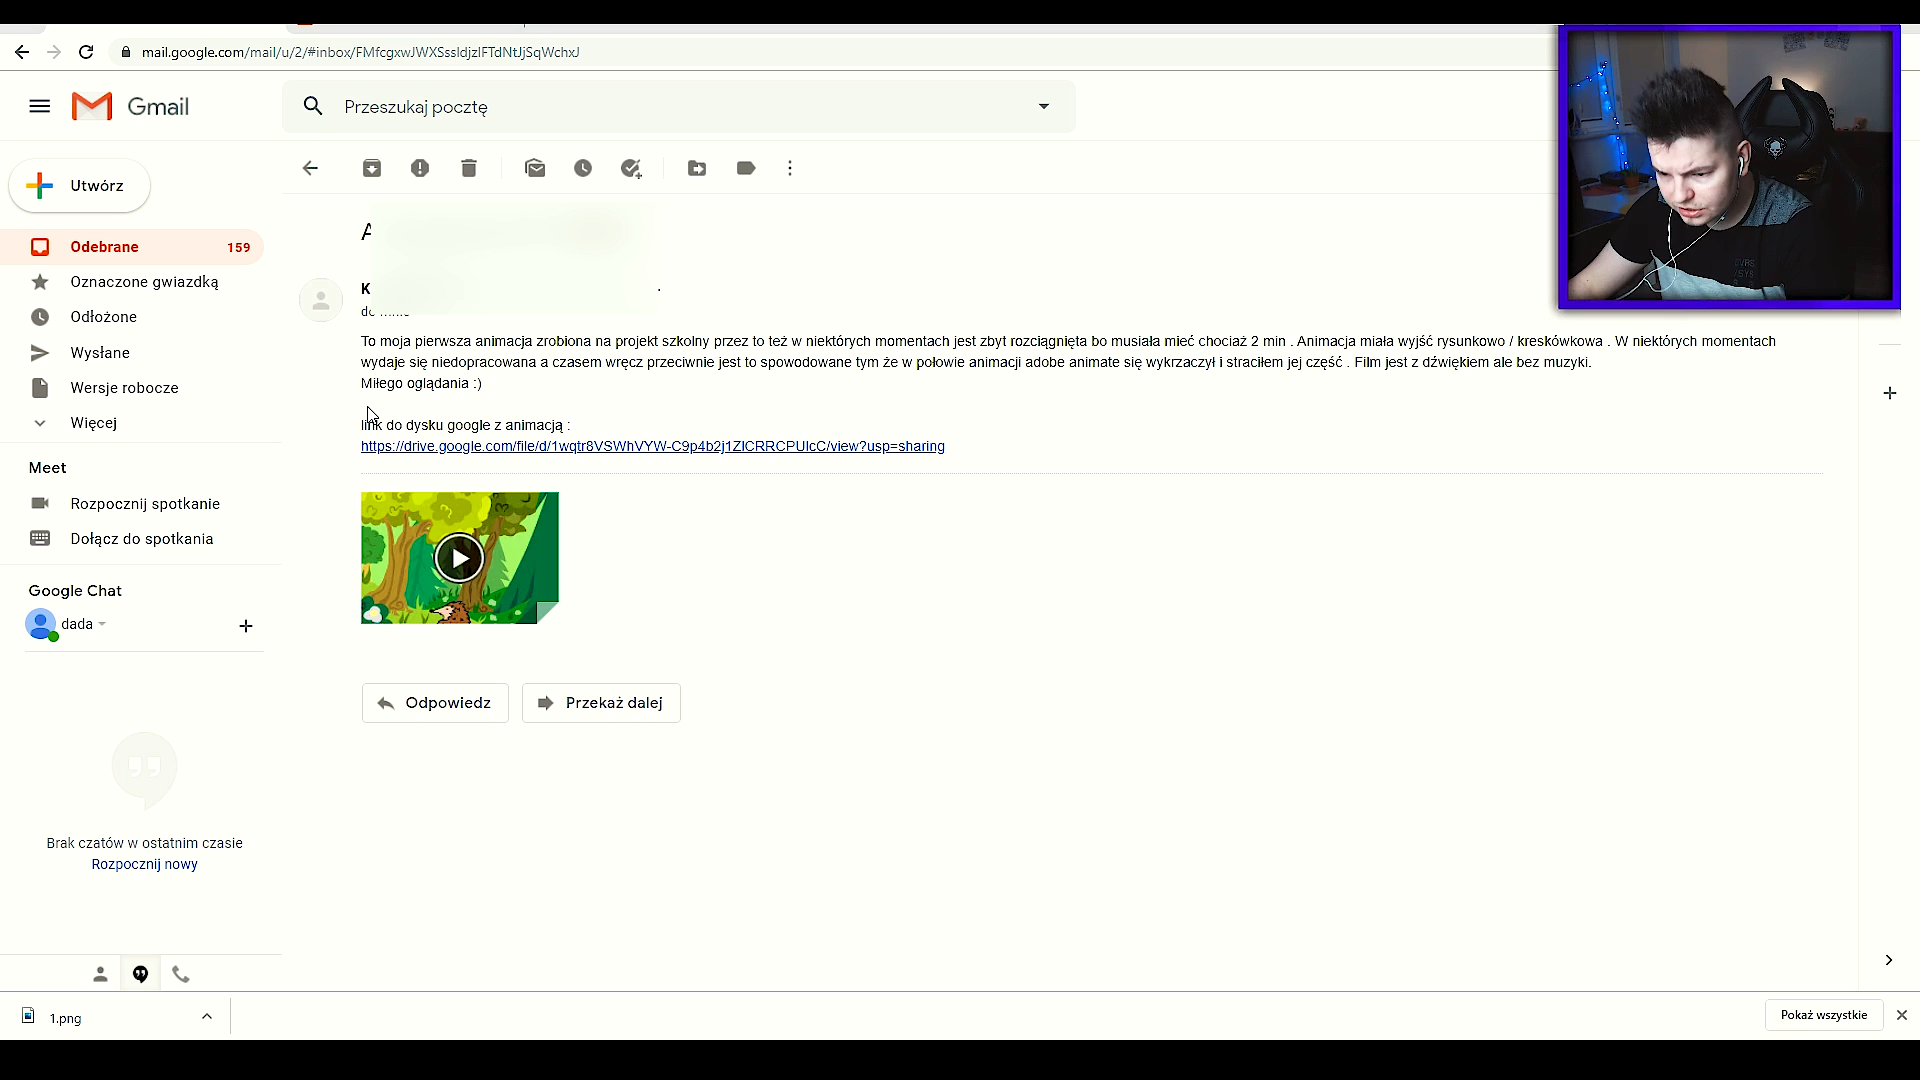 mail.google.com/mail/u/2/#inbox/FMfcgxwJWXSssldjzlFTdNtJjSqWchxJ
Gmail
Przeszukaj pocztę
Utwórz
Odebrane 159
Oznaczone gwiazdką
Odłożone
Wysłane
Wersje robocze
Więcej
Meet
Rozpocznij spotkanie
Dołącz do spotkania
Google Chat
dada
Brak czatów w ostatnim czasie
Rozpocznij nowy
A
K
do mnie
To moja pierwsza animacja zrobiona na projekt szkolny przez to też w niektórych momentach jest zbyt rozciągnięta bo musiała mieć chociaż 2 min . Animacja miała wyjść rysunkowo / kreskówkowa . W niektórych momentach
wydaje się niedopracowana a czasem wręcz przeciwnie jest to spowodowane tym że w połowie animacji adobe animate się wykrzaczył i straciłem jej część . Film jest z dźwiękiem ale bez muzyki.
Miłego oglądania :)
link do dysku google z animacją :
https://drive.google.com/file/d/1wqtr8VSWhVYW-C9p4b2j1ZICRRCPUlcC/view?usp=sharing
Odpowiedz
Przekaż dalej
OVRS
/SYS
1.png
Pokaż wszystkie